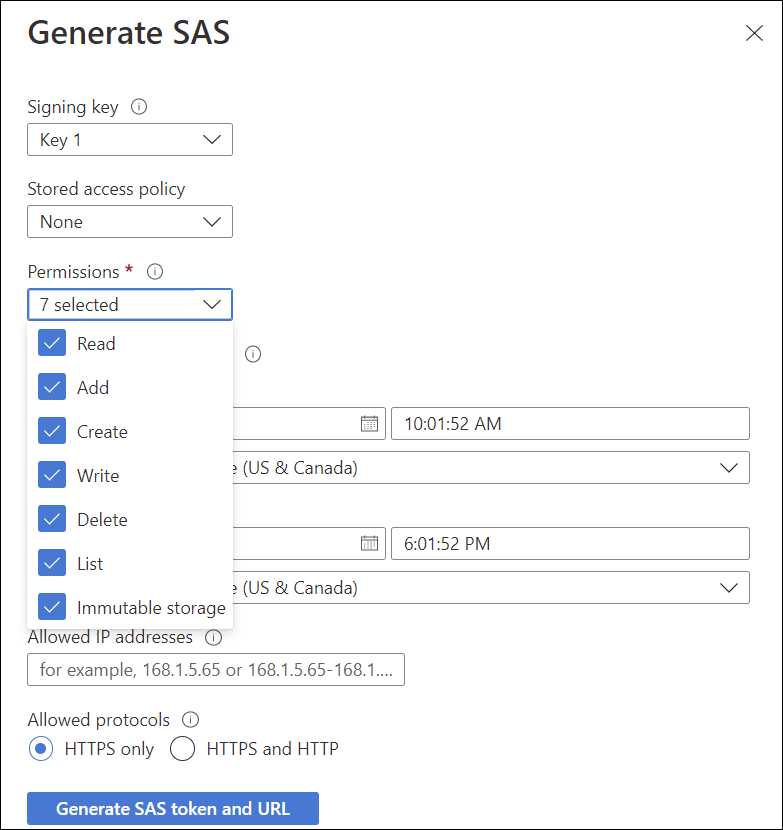 Generate SAS
Signing key
Key 1
Stored access policy
None
Permissions *
7 selected
Read
Add
Create
10:01:52 AM
Write
(US & Canada)
Delete
6:01:52 PM
List
(US & Canada)
Immutable storage
Allowed IP addresses
for example, 168.1.5.65 or 168.1.5.65-168.1....
Allowed protocols
HTTPS only HTTPS and HTTP
Generate SAS token and URL